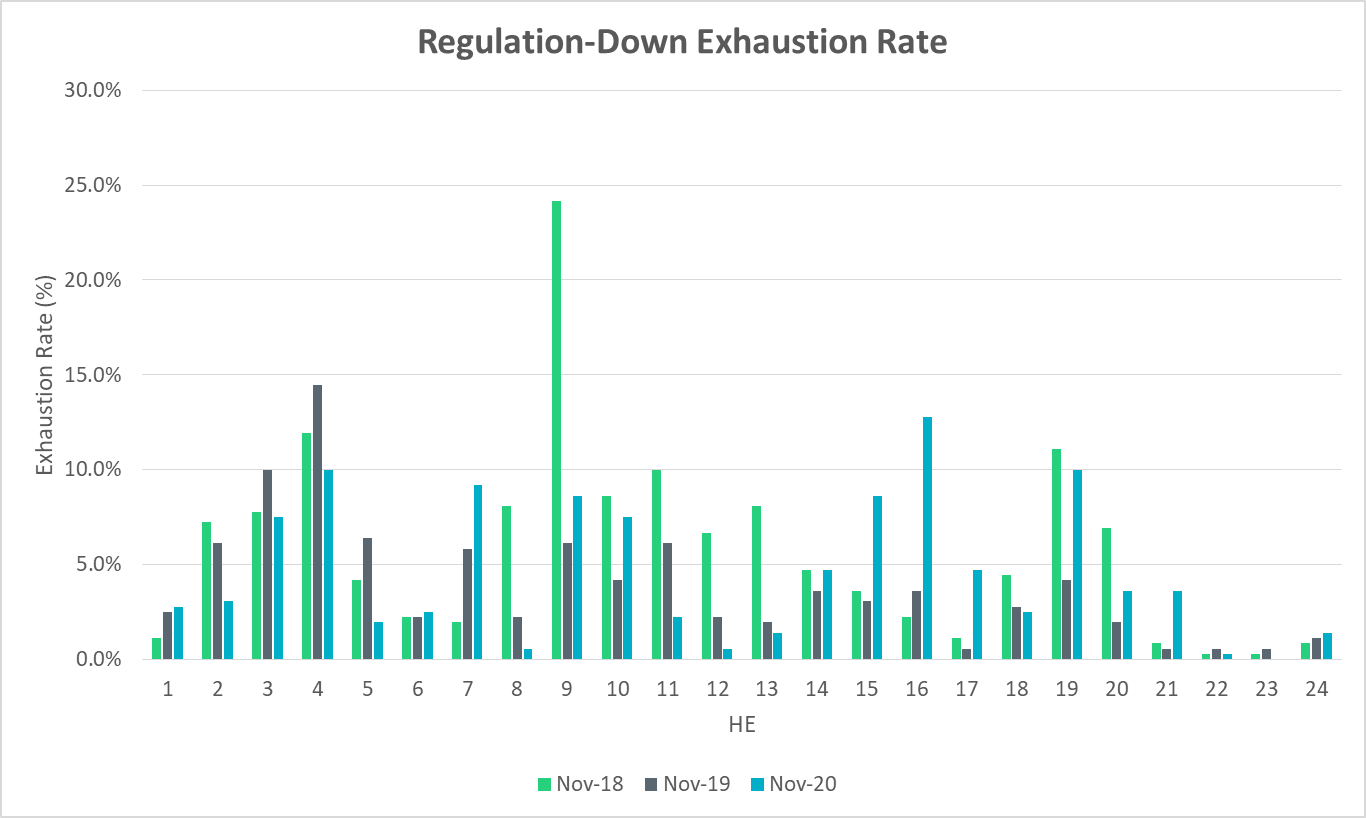 Regulation-Down Exhaustion Rate
30.0%
25.0%
20.0%
15.0%
10.0%
5.0%
0.0%
Exhaustion Rate (%)
1 2 3 4 5 6 7 8 9 10 11 12 13 14 15 16 17 18 19 20 21 22 23 24
HE
Nov-18 Nov-19 Nov-20